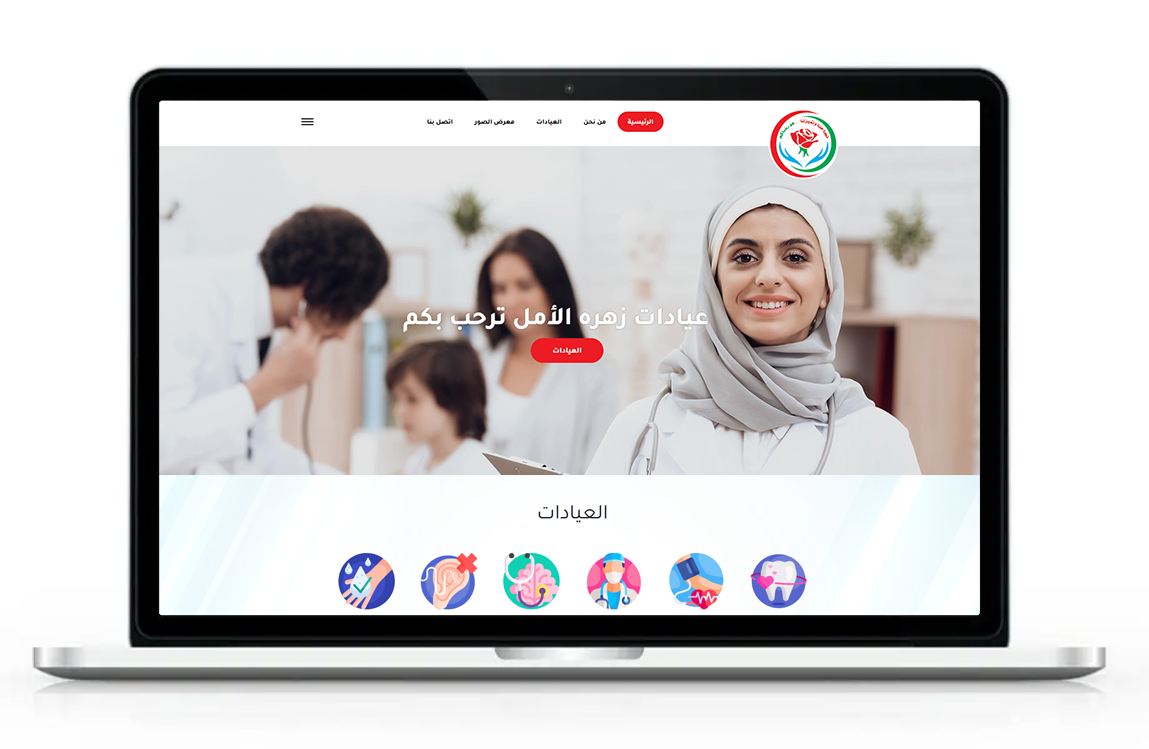 الرئيسية
من نحن
العيادات
معرض الصور
اتصل بنا
عيادات زهره الأمل ترحب بكم
العيادات
العيادات